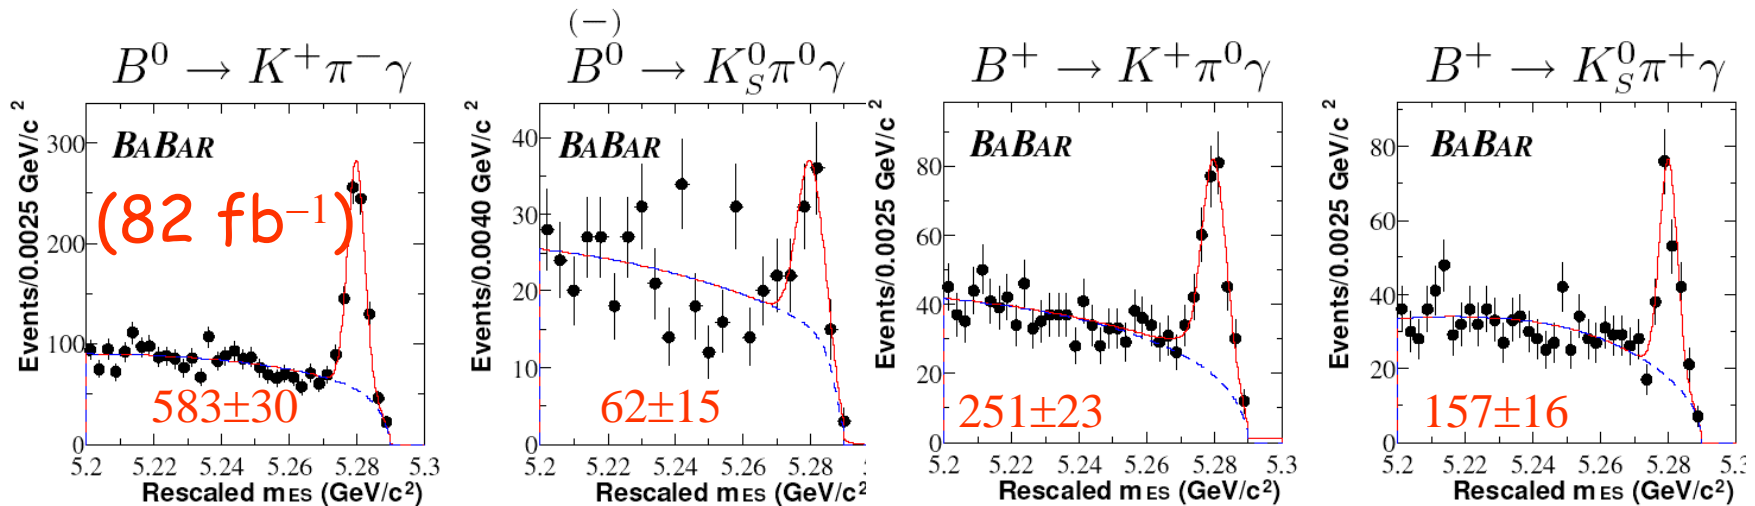 (−)
B⁰ → K⁺π⁻γ
B⁰ → K⁰_S π⁰γ
B⁺ → K⁺π⁰γ
B⁺ → K⁰_S π⁺γ
Events/0.0025 GeV/c²
300
200
100
0
BABAR
(82 fb⁻¹)
583±30
5.2 5.22 5.24 5.26 5.28 5.3
Rescaled mES (GeV/c²)
Events/0.0040 GeV/c²
40
30
20
10
0
BABAR
62±15
5.2 5.22 5.24 5.26 5.28
Rescaled mES (GeV/c²
Events/0.0025 GeV/c²
80
60
40
20
0
BABAR
251±23
5.2 5.22 5.24 5.26 5.28 5.3
Rescaled mES (GeV/c²)
Events/0.0025 GeV/c²
80
60
40
20
0
BABAR
157±16
5.2 5.22 5.24 5.26 5.28 5.3
Rescaled mES (GeV/c²)